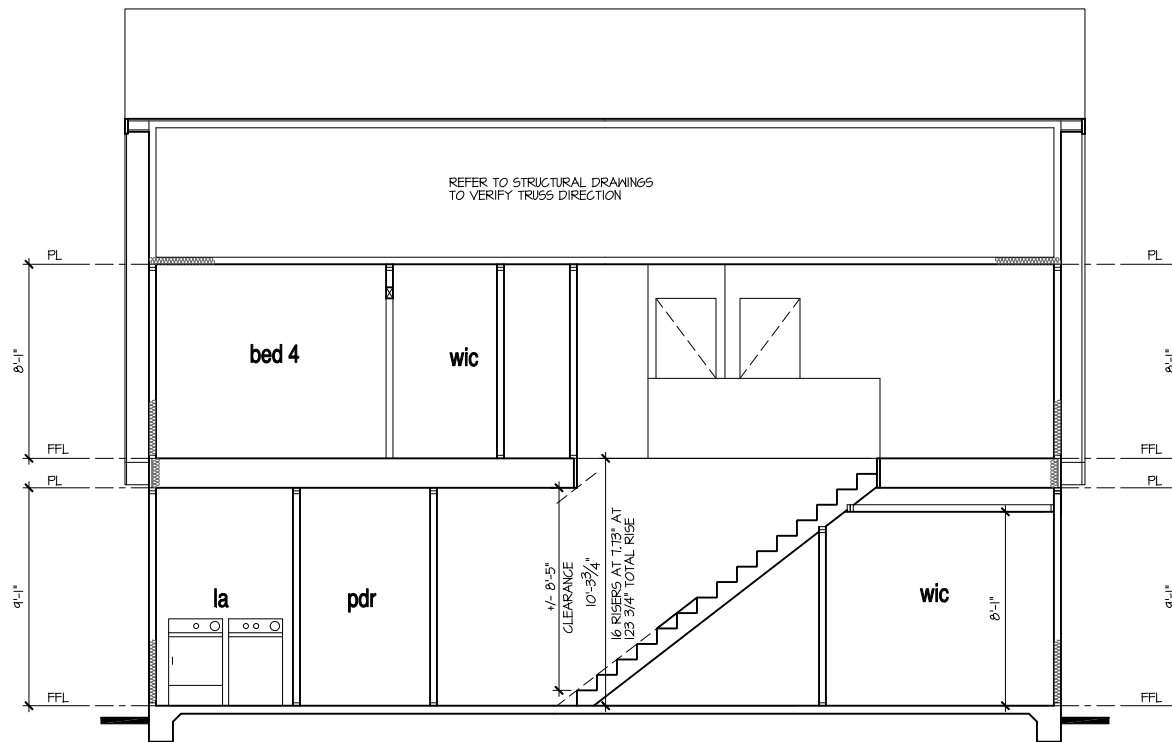 REFER TO STRUCTURAL DRAWINGS
TO VERIFY TRUSS DIRECTION
PL
PL
8'-1"
bed 4
wic
8'-1"
FFL
FFL
PL
PL
9'-1"
la
pdr
+/- 8'-5"
CLEARANCE
10'-3 3/4"
16 RISERS AT 7.73" AT
123 3/4" TOTAL RISE
wic
8'-1"
9'-1"
FFL
FFL